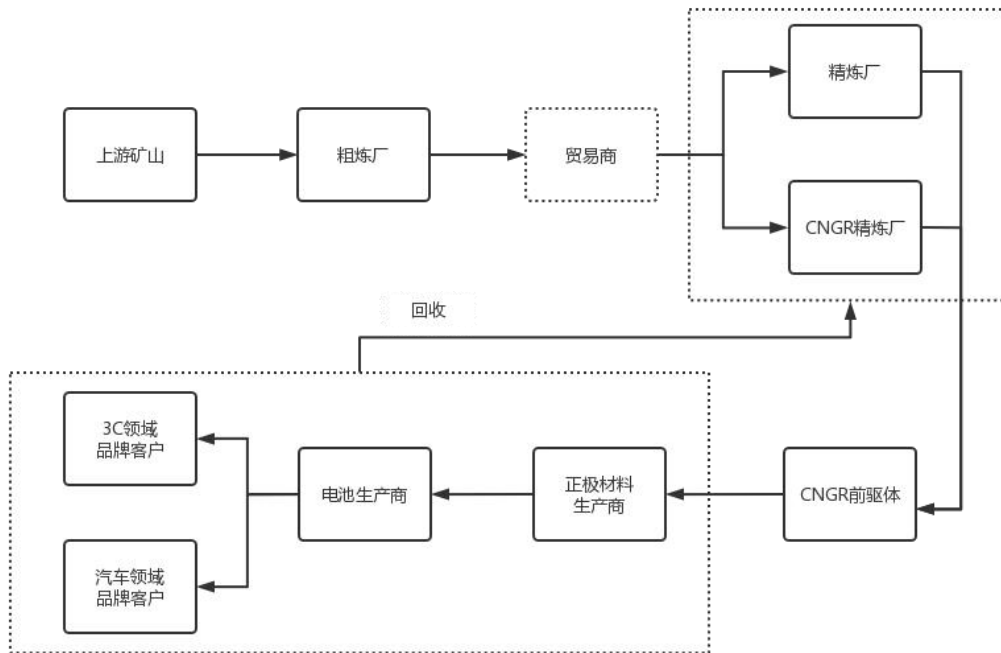 精炼厂
上游矿山
粗炼厂
贸易商
CNGR精炼厂
回收
3C领域
品牌客户
电池生产商
正极材料
生产商
CNGR前驱体
汽车领域
品牌客户